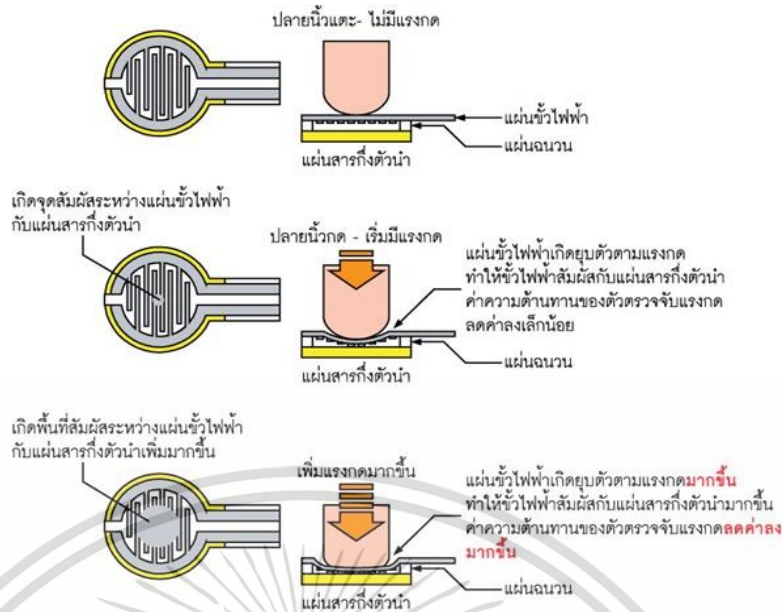 ปลายนิ้วแตะ- ไม่มีแรงกด
แผ่นขั้วไฟฟ้า
แผ่นฉนวน
แผ่นสารกึ่งตัวนำ
เกิดจุดสัมผัสระหว่างแผ่นขั้วไฟฟ้า
กับแผ่นสารกึ่งตัวนำ
ปลายนิ้วกด - เริ่มมีแรงกด
แผ่นขั้วไฟฟ้าเกิดยุบตัวตามแรงกด
ทำให้ขั้วไฟฟ้าสัมผัสกับแผ่นสารกึ่งตัวนำ
ค่าความต้านทานของตัวตรวจจับแรงกด
ลดค่าลงเล็กน้อย
แผ่นฉนวน
แผ่นสารกึ่งตัวนำ
เกิดพื้นที่สัมผัสระหว่างแผ่นขั้วไฟฟ้า
กับแผ่นสารกึ่งตัวนำเพิ่มมากขึ้น
เพิ่มแรงกดมากขึ้น
แผ่นขั้วไฟฟ้าเกิดยุบตัวตามแรงกดมากขึ้น
ทำให้ขั้วไฟฟ้าสัมผัสกับแผ่นสารกึ่งตัวนำมากขึ้น
ค่าความต้านทานของตัวตรวจจับแรงกดลดค่าลง
มากขึ้น
แผ่นฉนวน
แผ่นสารกึ่งตัวนำ